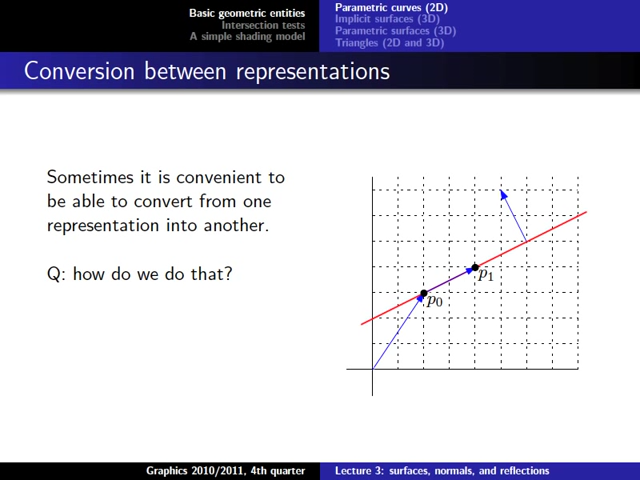 Basic geometric entities
Intersection tests
A simple shading model
Parametric curves (2D)
Implicit surfaces (3D)
Parametric surfaces (3D)
Triangles (2D and 3D)
Conversion between representations
Sometimes it is convenient to
be able to convert from one
representation into another.
Q: how do we do that?
p1
p0
Graphics 2010/2011, 4th quarter
Lecture 3: surfaces, normals, and reflections